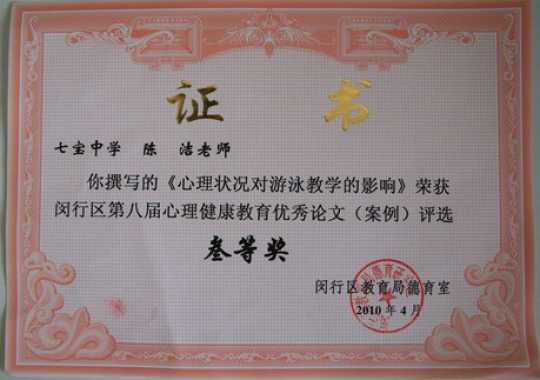 证 书
七宝中学 陈 洁老师
你撰写的《心理状况对游泳教学的影响》荣获
闵行区第八届心理健康教育优秀论文（案例）评选
叁等奖
闵行区教育局德育室
2010 年 4 月